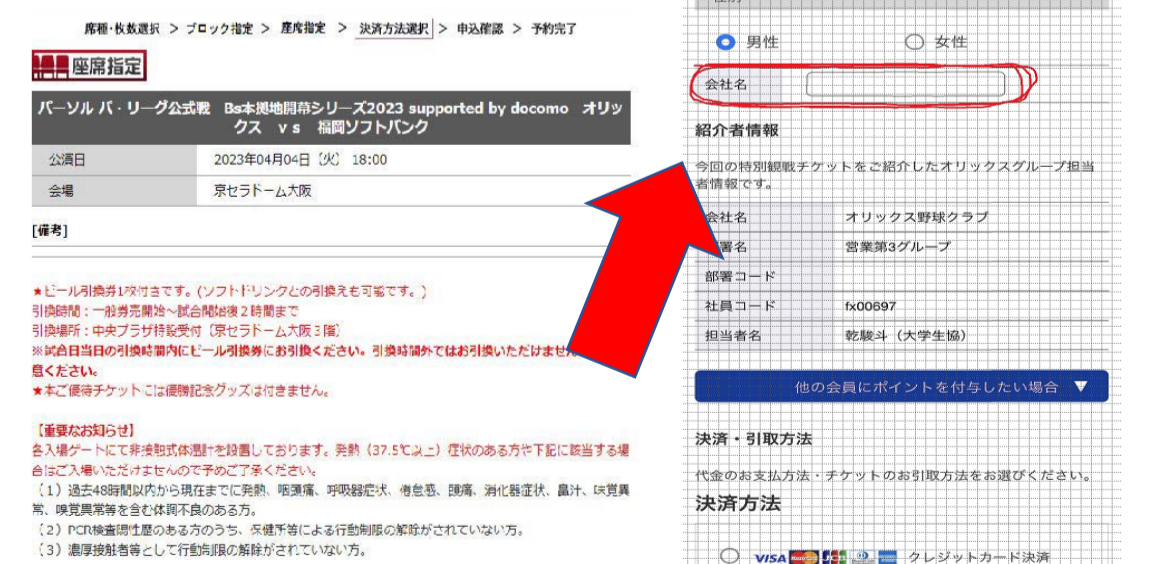 席種・枚数選択 > ブロック指定 > 座席指定 > 決済方法選択 > 申込確認 > 予約完了
座席指定
パーソル パ・リーグ公式戦 Bs本拠地開幕シリーズ2023 supported by docomo オリッ
クス ｖｓ 福岡ソフトバンク
公演日 2023年04月04日（火） 18:00
会場 京セラドーム大阪
[備考]
★ビール引換券1枚付きです。(ソフトドリンクとの引換えも可能です。)
引換時間：一般券売開始～試合開始後２時間まで
引換場所：中央プラザ特設受付（京セラドーム大阪３階）
※試合日当日の引換時間内にビール引換券にお引換ください。引換時間外ではお引換いただけません
意ください。
★本ご優待チケットには優勝記念グッズは付きません。
【重要なお知らせ】
各入場ゲートにて非接触式体温計を設置しております。発熱（37.5℃以上）症状のある方や下記に該当する場
合はご入場いただけませんので予めご了承ください。
（1）過去48時間以内から現在までに発熱、咽頭痛、呼吸器症状、倦怠感、頭痛、消化器症状、鼻汁、味覚異
常、嗅覚異常等を含む体調不良のある方。
（2）PCR検査陽性歴のある方のうち、保健所等による行動制限の解除がされていない方。
（3）濃厚接触者等として行動制限の解除がされていない方。
男性 女性
会社名
紹介者情報
今回の特別観戦チケットをご紹介したオリックスグループ担当
者情報です。
会社名 オリックス野球クラブ
署名 営業第3グループ
部署コード
社員コード fx00697
担当者名 乾駿斗（大学生協）
他の会員にポイントを付与したい場合 ▼
決済・引取方法
代金のお支払方法・チケットのお引取方法をお選びください。
決済方法
VISA JCB クレジットカード決済